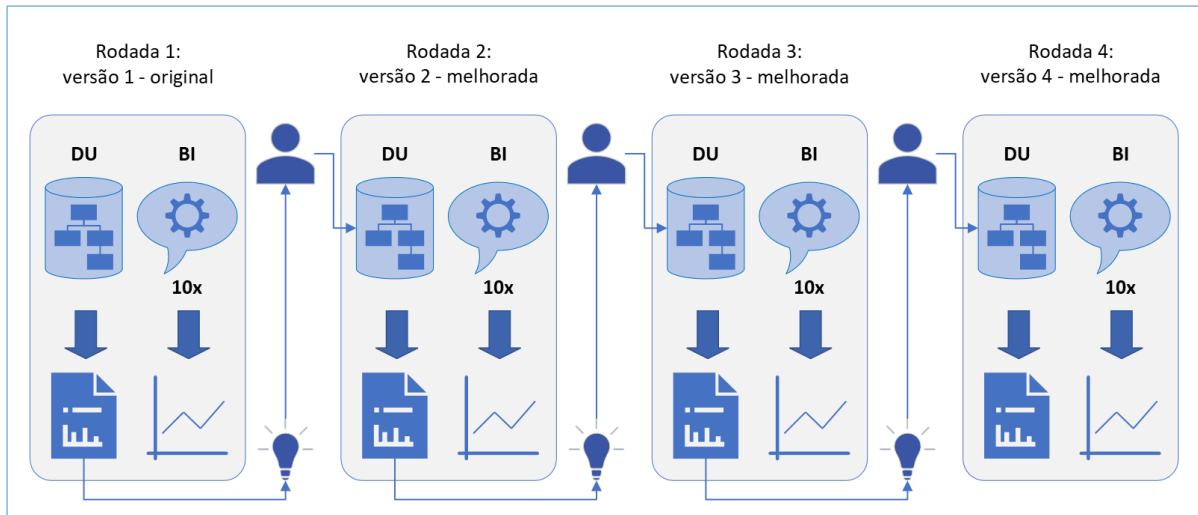 Rodada 1:
versão 1 - original
Rodada 2:
versão 2 - melhorada
Rodada 3:
versão 3 - melhorada
Rodada 4:
versão 4 - melhorada
DU BI
DU BI
DU BI
DU BI
10x
10x
10x
10x